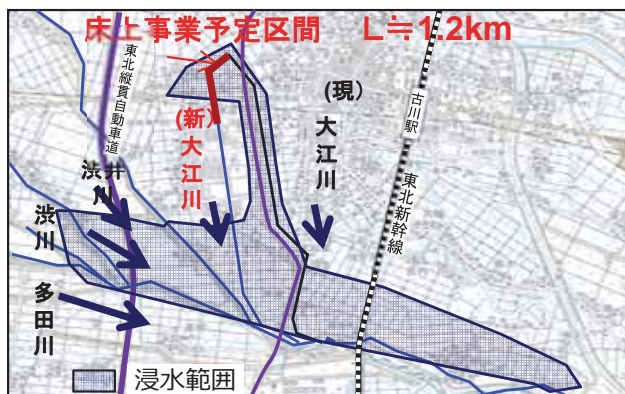 床上事業予定区間　L≒1.2km
東北縦貫自動車道
(新)大江川
(現)大江川
古川駅
東北新幹線
渋井川
渋川
多田川
浸水範囲